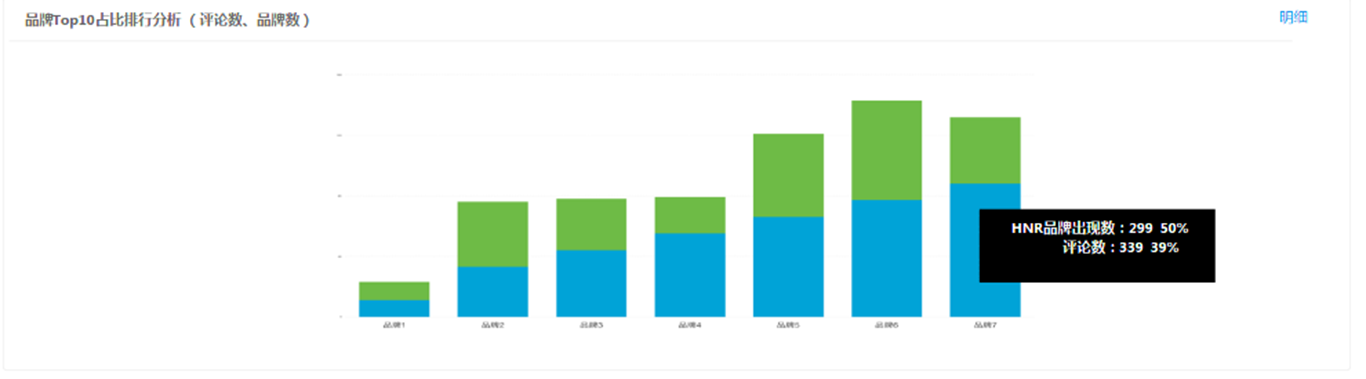 品牌Top10占比排行分析 ( 评论数、品牌数 )
明细
HNR品牌出现数：299 50%
评论数：339 39%
品牌1 品牌2 品牌3 品牌4 品牌5 品牌6 品牌7